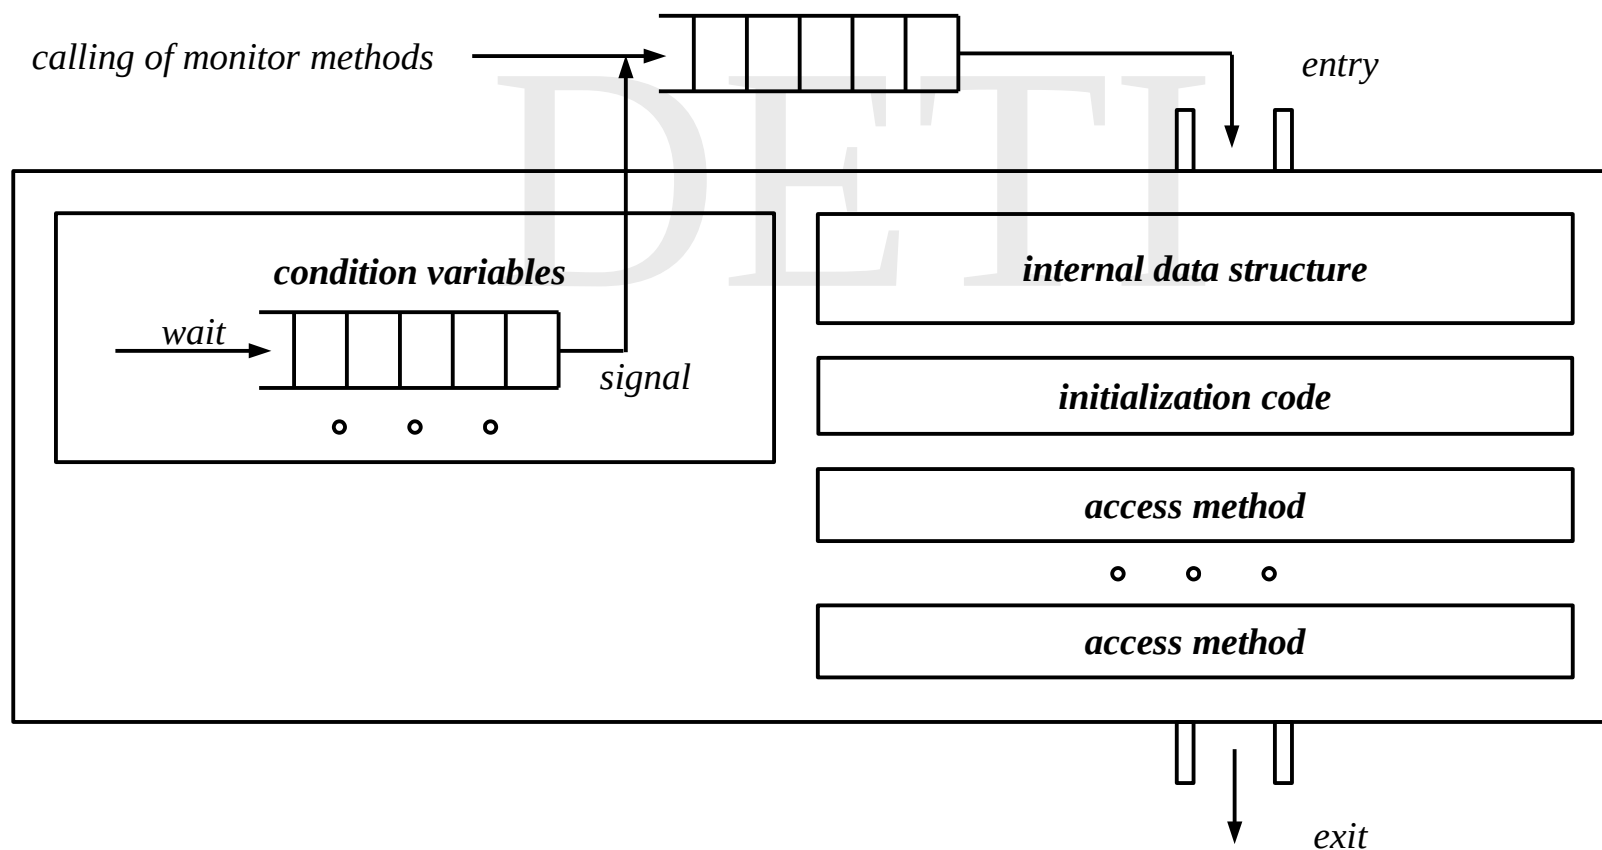 calling of monitor methods
entry
DETI
condition variables
wait
signal
internal data structure
initialization code
access method
access method
exit